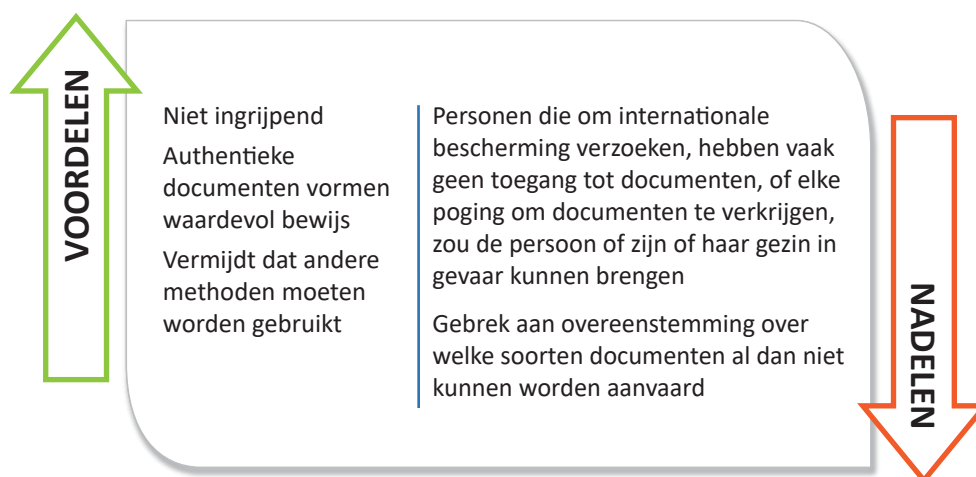 VOORDELEN
Niet ingrijpend
Authentieke
documenten vormen
waardevol bewijs
Vermijdt dat andere
methoden moeten
worden gebruikt
Personen die om internationale
bescherming verzoeken, hebben vaak
geen toegang tot documenten, of elke
poging om documenten te verkrijgen,
zou de persoon of zijn of haar gezin in
gevaar kunnen brengen
Gebrek aan overeenstemming over
welke soorten documenten al dan niet
kunnen worden aanvaard
NADELEN